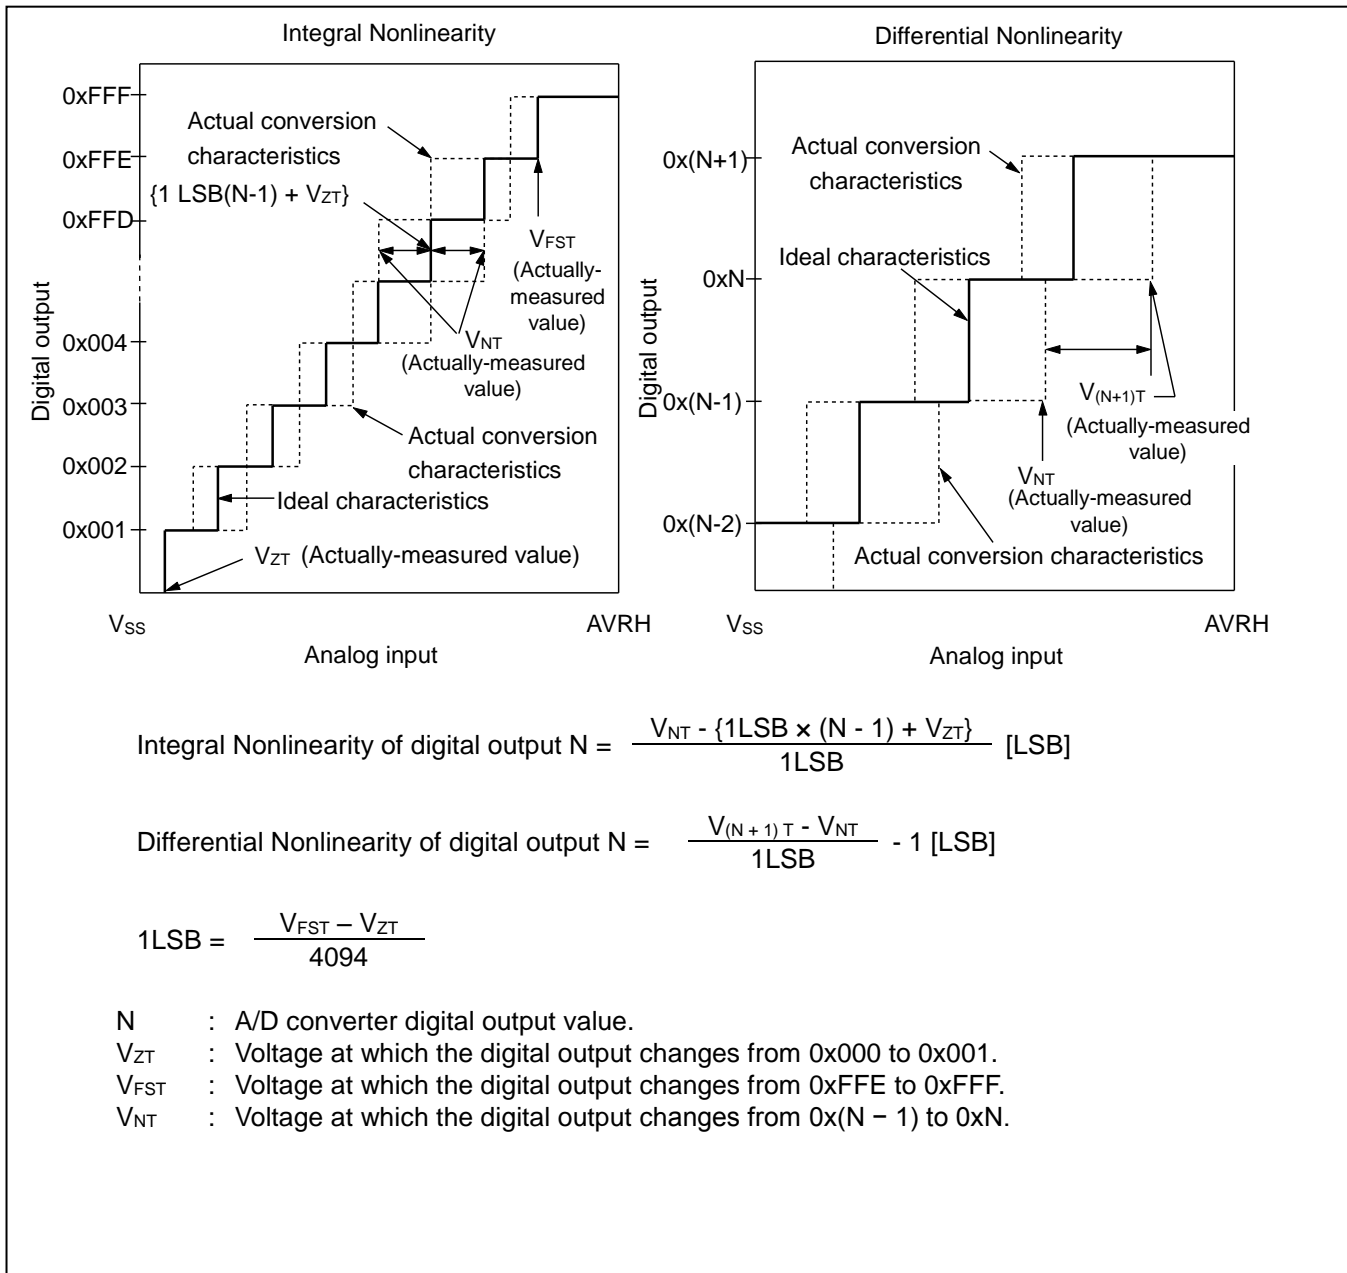 Integral Nonlinearity
0xFFF
0xFFE
0xFFD
0x004
0x003
0x002
0x001
Digital output
Actual conversion
characteristics
{1 LSB(N-1) + VZT}
VFST
(Actually-
measured
value)
VNT
(Actually-measured
value)
Actual conversion
characteristics
Ideal characteristics
VZT (Actually-measured value)
VSS
AVRH
Analog input
Differential Nonlinearity
0x(N+1)
0xN
0x(N-1)
0x(N-2)
Digital output
Actual conversion
characteristics
Ideal characteristics
V(N+1)T
(Actually-measured
value)
VNT
(Actually-measured
value)
Actual conversion characteristics
VSS
AVRH
Analog input
Integral Nonlinearity of digital output N = VNT - {1LSB × (N - 1) + VZT} / 1LSB [LSB]
Differential Nonlinearity of digital output N = V(N + 1) T - VNT / 1LSB - 1 [LSB]
1LSB = VFST – VZT / 4094
N : A/D converter digital output value.
VZT : Voltage at which the digital output changes from 0x000 to 0x001.
VFST : Voltage at which the digital output changes from 0xFFE to 0xFFF.
VNT : Voltage at which the digital output changes from 0x(N − 1) to 0xN.